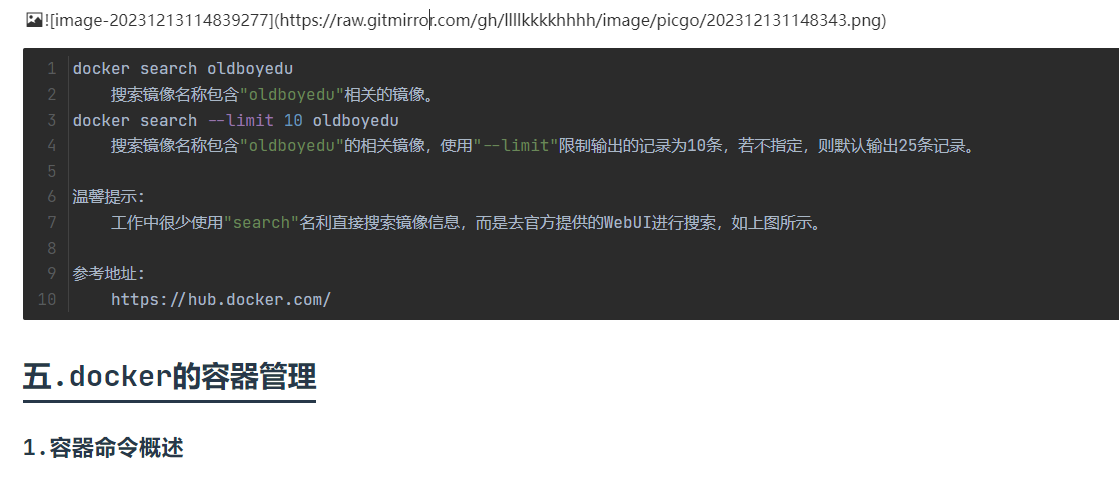 ![image-20231213114839277](https://raw.gitmirror.com/gh/llllkkkkhhhhh/image/picgo/202312131148343.png)
1 docker search oldboyedu
2 搜索镜像名称包含"oldboyedu"相关的镜像。
3 docker search --limit 10 oldboyedu
4 搜索镜像名称包含"oldboyedu"的相关镜像，使用"--limit"限制输出的记录为10条，若不指定，则默认输出25条记录。
5
6 温馨提示：
7 工作中很少使用"search"名利直接搜索镜像信息，而是去官方提供的WebUI进行搜索，如上图所示。
8
9 参考地址：
10 https://hub.docker.com/
五.docker的容器管理
1.容器命令概述